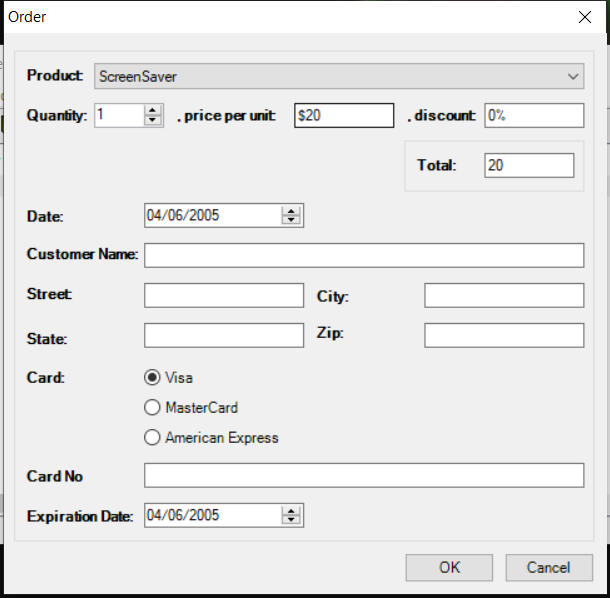 Order
Product: ScreenSaver
Quantity: 1 . price per unit: $20 . discount: 0%
Total: 20
Date: 04/06/2005
Customer Name:
Street: City:
State: Zip:
Card: Visa
MasterCard
American Express
Card No
Expiration Date: 04/06/2005
OK Cancel